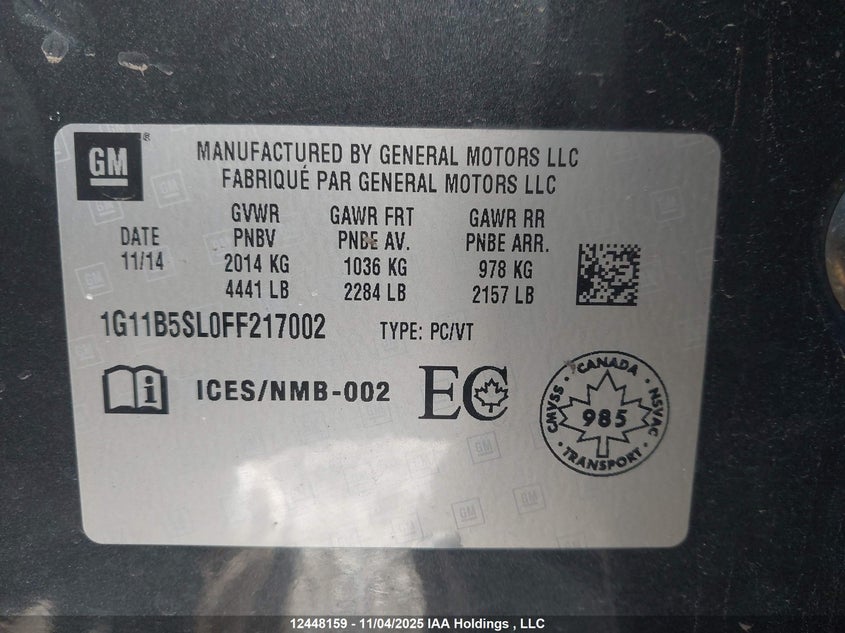 GM
MANUFACTURED BY GENERAL MOTORS LLC
FABRIQUÉ PAR GENERAL MOTORS LLC
DATE
11/14
GVWR
PNBV
2014 KG
4441 LB
GAWR FRT
PNBE AV.
1036 KG
2284 LB
GAWR RR
PNBE ARR.
978 KG
2157 LB
1G11B5SL0FF217002 TYPE: PC/VT
i ICES/NMB-002 EC
CANADA
CMVSS 985 NSVAC
TRANSPORT
12448159 - 11/04/2025 IAA Holdings , LLC